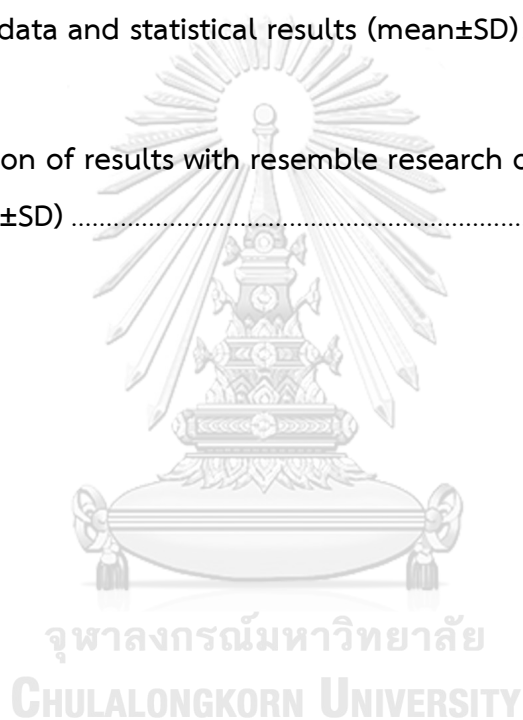 data and statistical results (mean±SD)
on of results with resemble research
±SD) ................................................................
จุฬาลงกรณ์มหาวิทยาลัย
CHULALONGKORN UNIVERSITY